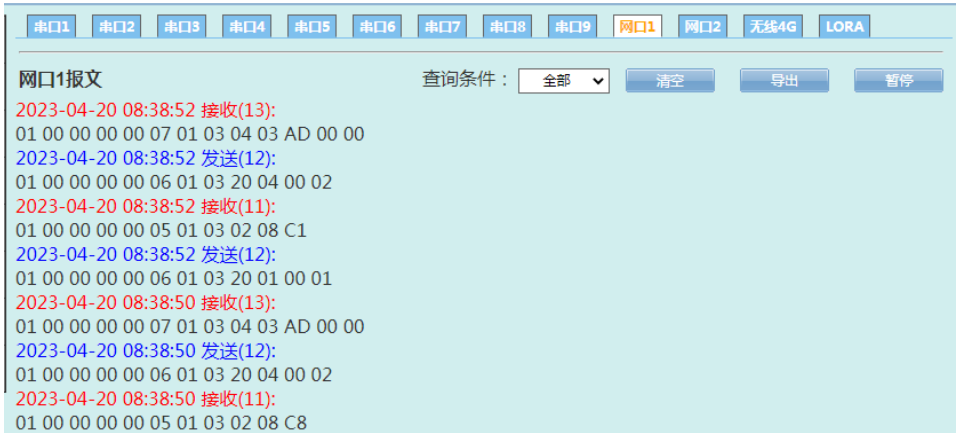 串口1 串口2 串口3 串口4 串口5 串口6 串口7 串口8 串口9 网口1 网口2 无线4G LORA
网口1报文 查询条件： 全部 清空 导出 暂停
2023-04-20 08:38:52 接收(13):
01 00 00 00 00 07 01 03 04 03 AD 00 00
2023-04-20 08:38:52 发送(12):
01 00 00 00 00 06 01 03 20 04 00 02
2023-04-20 08:38:52 接收(11):
01 00 00 00 00 05 01 03 02 08 C1
2023-04-20 08:38:52 发送(12):
01 00 00 00 00 06 01 03 20 01 00 01
2023-04-20 08:38:50 接收(13):
01 00 00 00 00 07 01 03 04 03 AD 00 00
2023-04-20 08:38:50 发送(12):
01 00 00 00 00 06 01 03 20 04 00 02
2023-04-20 08:38:50 接收(11):
01 00 00 00 00 05 01 03 02 08 C8